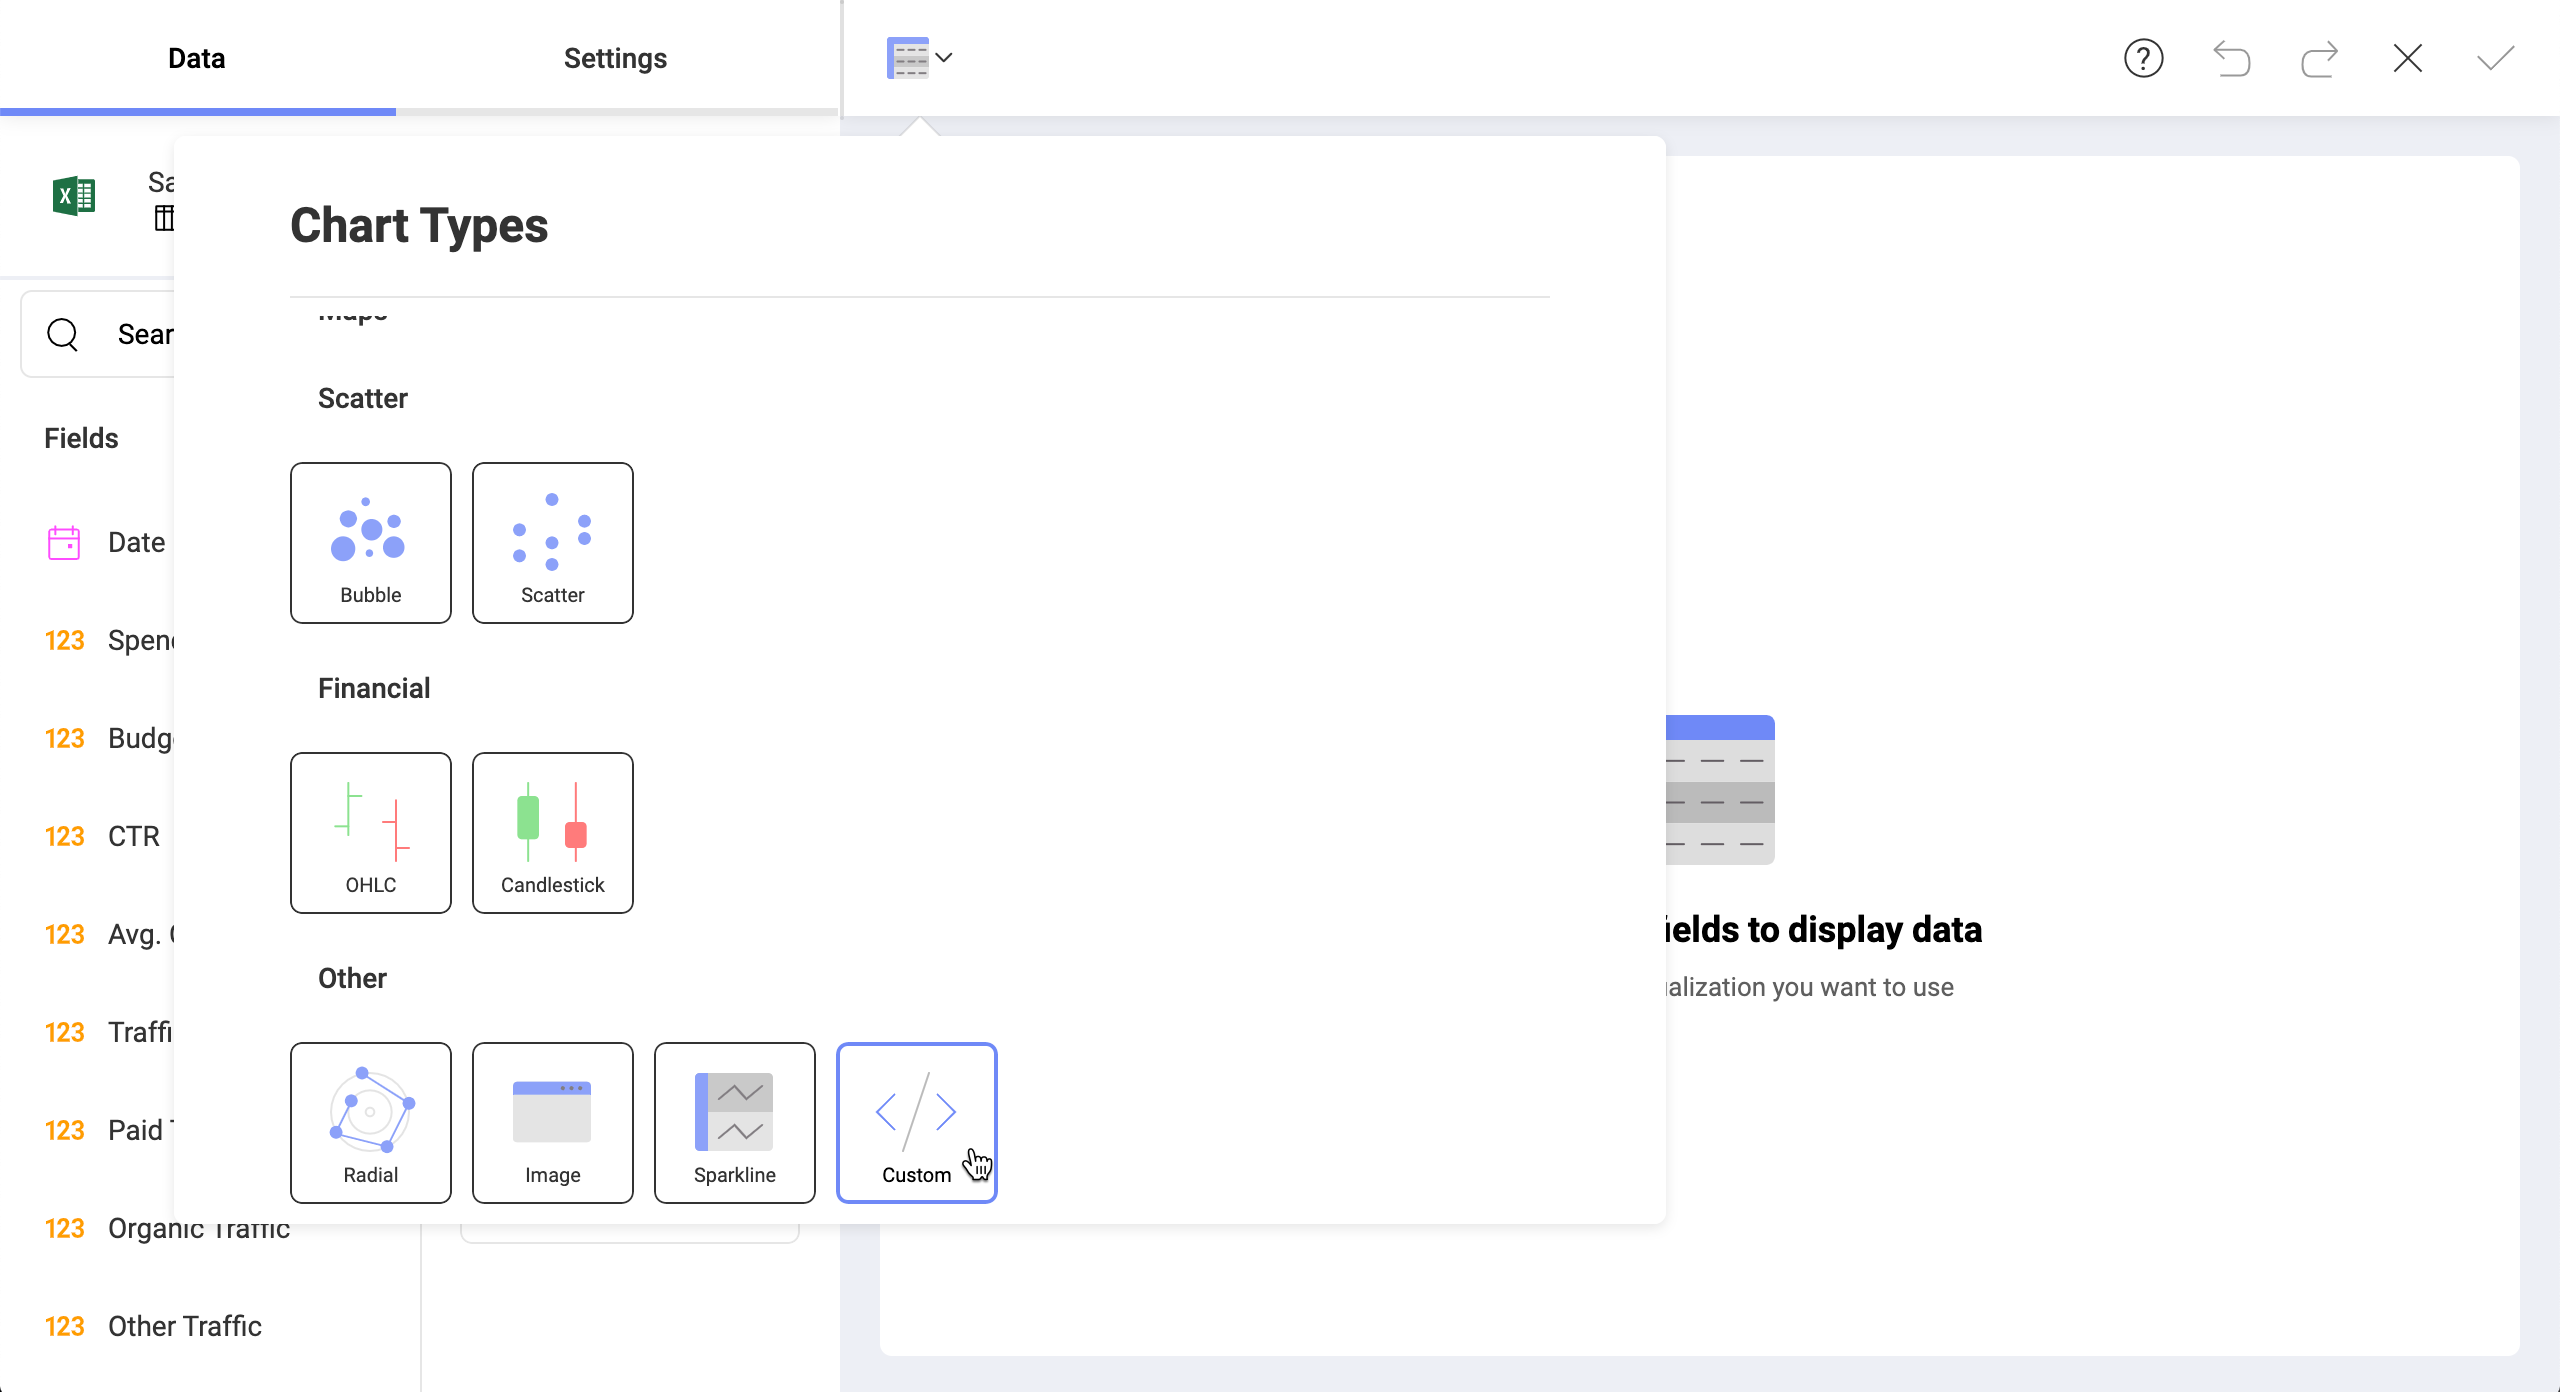 Data
Settings
?
Chart Types
Maps
Scatter
Bubble
Scatter
Financial
OHLC
Candlestick
Other
Radial
Image
Sparkline
Custom
X
Sa
Sear
Fields
Date
123 Spend
123 Budg
123 CTR
123 Avg.
123 Traffi
123 Paid
123 Organic Traffic
123 Other Traffic
ields to display data
alization you want to use